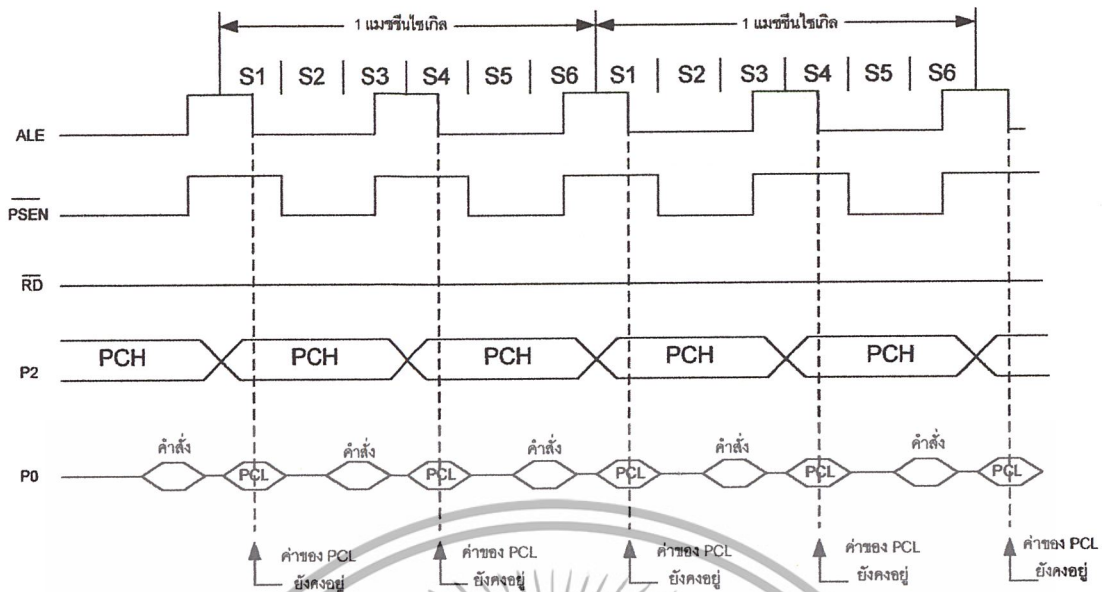 1 แมชชีนไซเกิล 1 แมชชีนไซเกิล
S1 S2 S3 S4 S5 S6 S1 S2 S3 S4 S5 S6
ALE
PSEN
RD
PCH PCH PCH PCH PCH
P2
คำสั่ง คำสั่ง คำสั่ง คำสั่ง คำสั่ง
P0 PCL PCL PCL PCL PCL
ค่าของ PCL ค่าของ PCL ค่าของ PCL ค่าของ PCL ค่าของ PCL
ยังคงอยู่ ยังคงอยู่ ยังคงอยู่ ยังคงอยู่ ยังคงอยู่